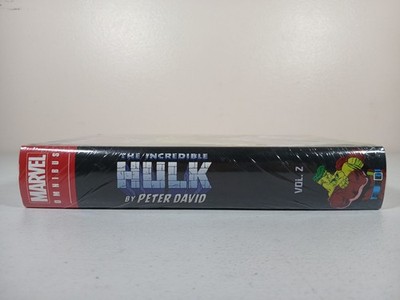 MARVEL
OMNIBUS
THE INCREDIBLE
HULK
BY PETER DAVID
VOL. 2